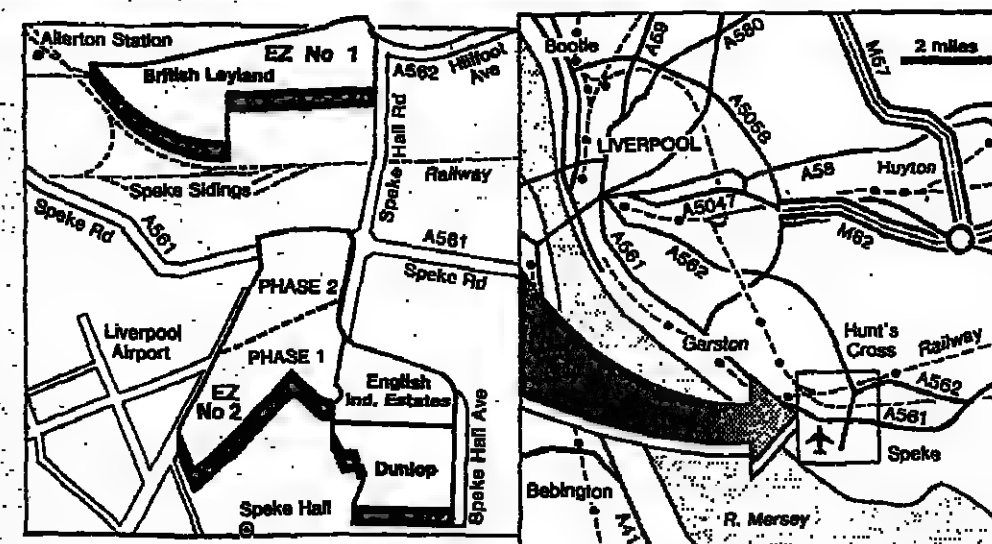 Allerton Station
EZ No 1
British Leyland
A562
Hillfoot
Ave
Speke Hall Rd
Railway
Speke Sidings
Speke Rd
A561
A561
Speke Rd
PHASE 2
Liverpool
Airport
PHASE 1
EZ
No 2
English
Ind. Estates
Dunlop
Speke Hall Ave
Speke Hall
Bootle
A59
A580
M57
2 miles
A5058
LIVERPOOL
A58
Huyton
A5047
M62
A561
A562
Garston
Hunt's
Cross
Railway
A562
A561
Speke
Bebington
A41
R. Mersey